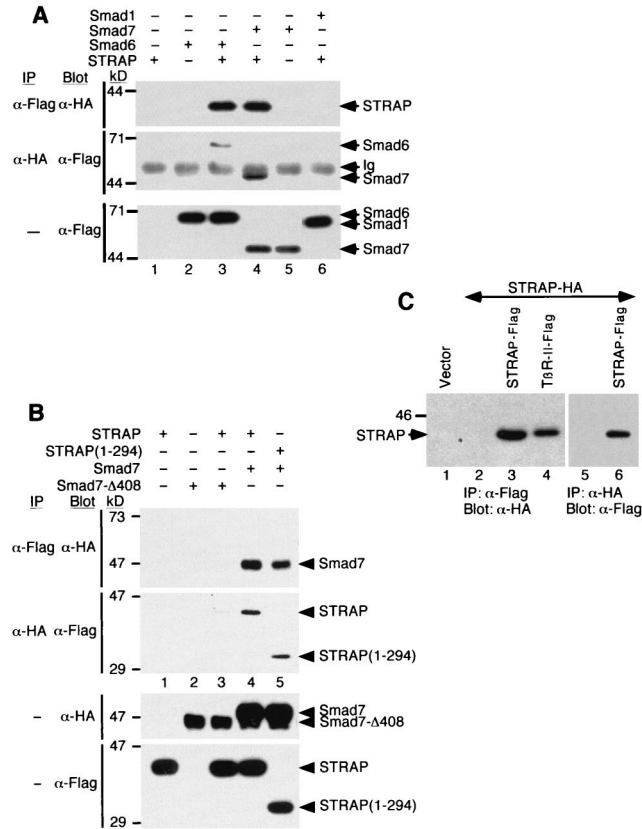 A
Smad1 – – – – – +
Smad7 – – – + + –
Smad6 – + + – – –
STRAP + – + + – +
IP Blot kD
α-Flag α-HA 44 STRAP
α-HA α-Flag 71 Smad6
Ig
44 Smad7
– α-Flag 71 Smad6
Smad1
Smad7
44
1 2 3 4 5 6
C
STRAP-HA
Vector STRAP-Flag TßR-II-Flag STRAP-Flag
46
STRAP
1 2 3 4 5 6
IP: α-Flag IP: α-HA
Blot: α-HA Blot: α-Flag
B
STRAP + – + + –
STRAP(1-294) – – – – +
Smad7 – – – + +
Smad7-Δ408 – + + – –
IP Blot kD
73
α-Flag α-HA 47 Smad7
47
STRAP
α-HA α-Flag
STRAP(1-294)
29
1 2 3 4 5
– α-HA 47 Smad7
Smad7-Δ408
47
STRAP
– α-Flag
STRAP(1-294)
29